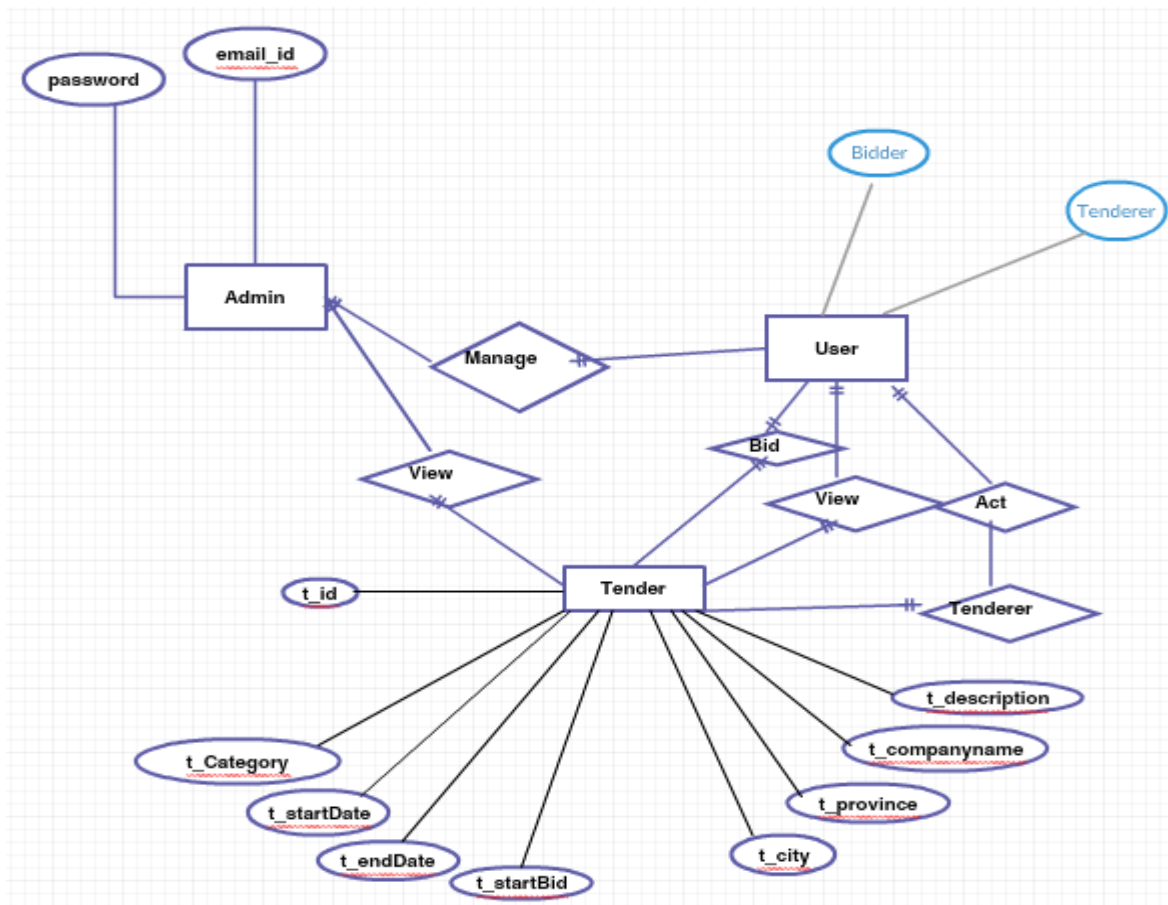 email_id
password
Bidder
Tenderer
Admin
User
Manage
Bid
View
View
Act
Tender
t_id
Tenderer
t_description
t_companyname
t_Category
t_province
t_startDate
t_city
t_endDate
t_startBid